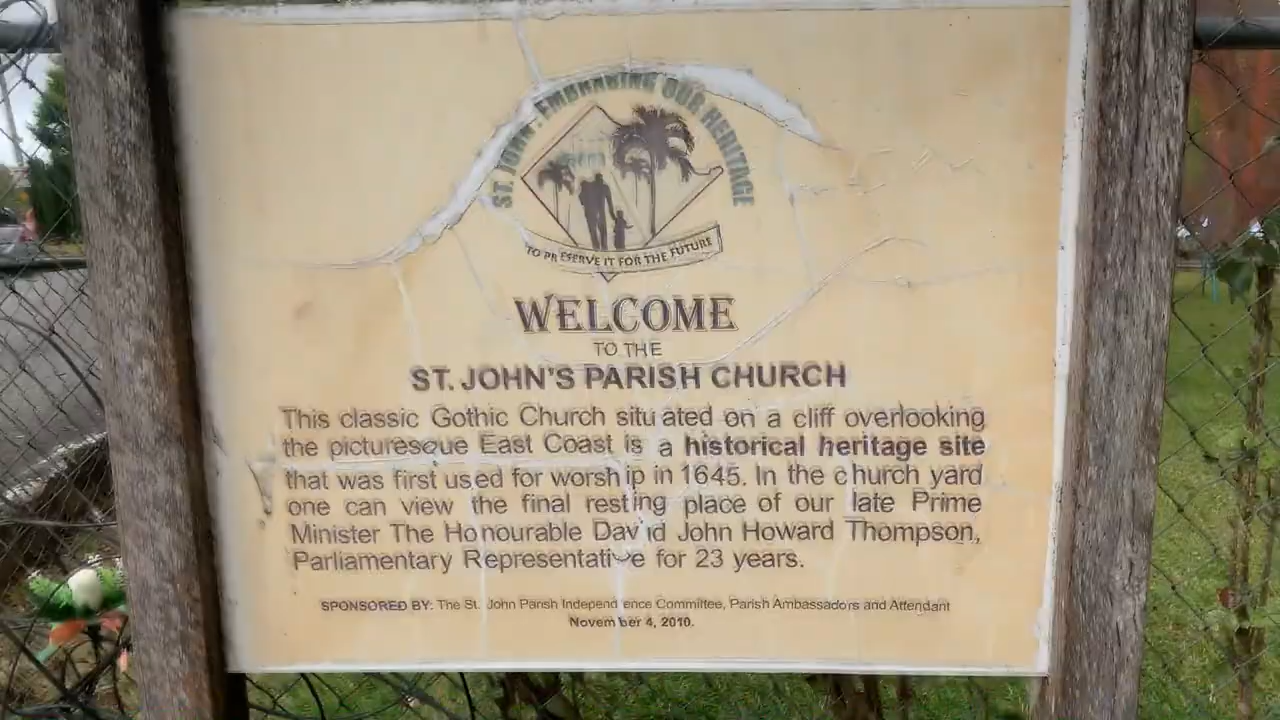 ST. JOHN: EMBRACING OUR HERITAGE
TO PRESERVE IT FOR THE FUTURE
WELCOME
TO THE
ST. JOHN'S PARISH CHURCH
This classic Gothic Church situated on a cliff overlooking
the picturesque East Coast is a historical heritage site
that was first used for worship in 1645. In the church yard
one can view the final resting place of our late Prime
Minister The Honourable David John Howard Thompson,
Parliamentary Representative for 23 years.
SPONSORED BY: The St. John Parish Independence Committee, Parish Ambassadors and Attendant
November 4, 2010.